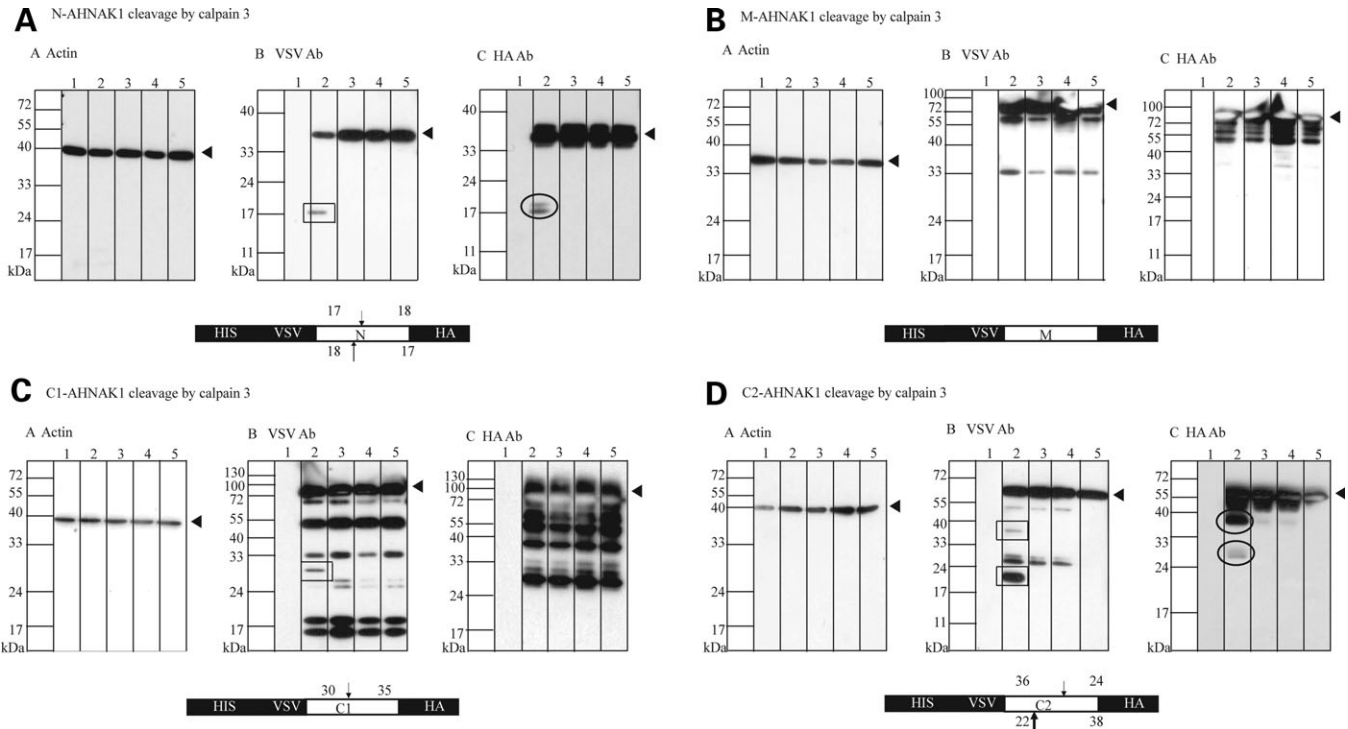 A N-AHNAK1 cleavage by calpain 3
A Actin
1 2 3 4 5
72
55
40
33
24
17
kDa
B VSV Ab
1 2 3 4 5
40
33
24
17
11
kDa
C HA Ab
1 2 3 4 5
40
33
24
17
11
kDa
17 18
HIS VSV N HA
18 17
B M-AHNAK1 cleavage by calpain 3
A Actin
1 2 3 4 5
72
55
40
33
24
17
kDa
B VSV Ab
1 2 3 4 5
100
72
55
40
33
24
17
kDa
C HA Ab
1 2 3 4 5
100
72
55
40
33
24
17
11
kDa
HIS VSV M HA
C C1-AHNAK1 cleavage by calpain 3
A Actin
1 2 3 4 5
72
55
40
33
24
17
kDa
B VSV Ab
1 2 3 4 5
130
100
72
55
40
33
24
17
kDa
C HA Ab
1 2 3 4 5
130
100
72
55
40
33
24
17
kDa
30 35
HIS VSV C1 HA
D C2-AHNAK1 cleavage by calpain 3
A Actin
1 2 3 4 5
72
55
40
33
24
17
kDa
B VSV Ab
1 2 3 4 5
72
55
40
33
24
17
11
kDa
C HA Ab
1 2 3 4 5
72
55
40
33
24
17
kDa
36 24
HIS VSV C2 HA
22 38